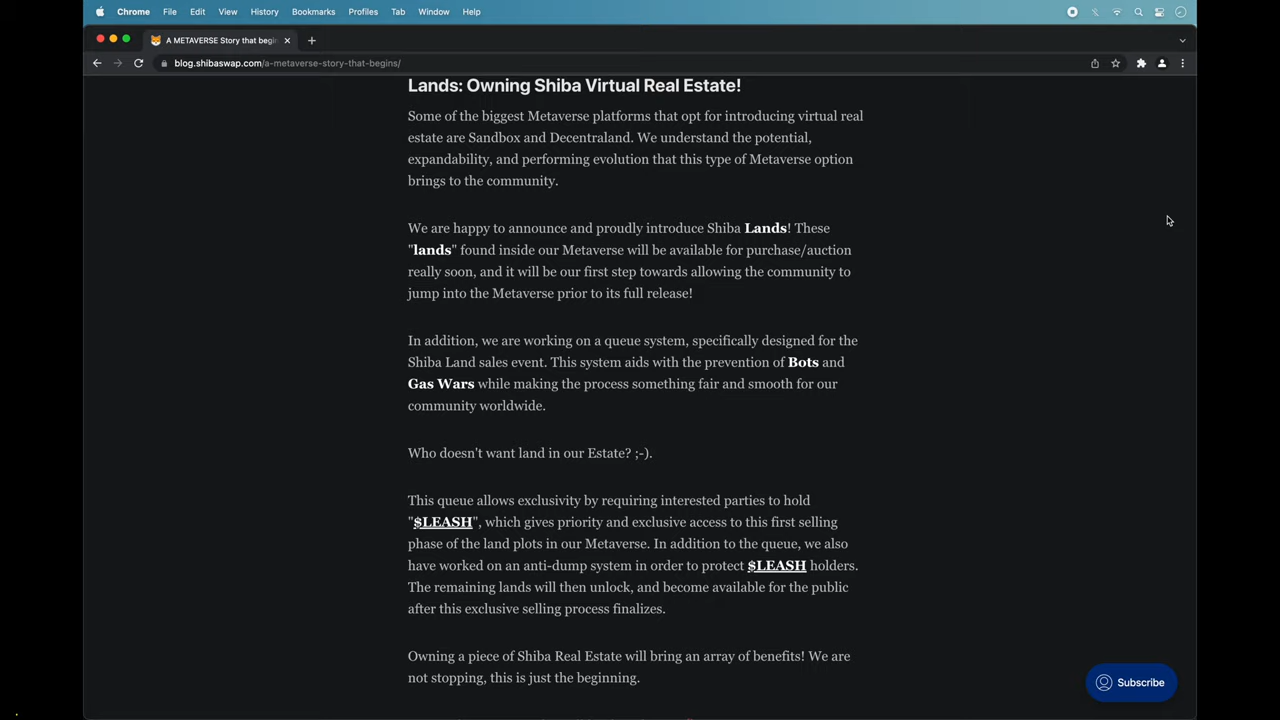 Chrome File Edit View History Bookmarks Profiles Tab Window Help
A METAVERSE Story that begin
blog.shibaswap.com/a-metaverse-story-that-begins/
Lands: Owning Shiba Virtual Real Estate!
Some of the biggest Metaverse platforms that opt for introducing virtual real
estate are Sandbox and Decentraland. We understand the potential,
expandability, and performing evolution that this type of Metaverse option
brings to the community.
We are happy to announce and proudly introduce Shiba Lands! These
"lands" found inside our Metaverse will be available for purchase/auction
really soon, and it will be our first step towards allowing the community to
jump into the Metaverse prior to its full release!
In addition, we are working on a queue system, specifically designed for the
Shiba Land sales event. This system aids with the prevention of Bots and
Gas Wars while making the process something fair and smooth for our
community worldwide.
Who doesn't want land in our Estate? ;-).
This queue allows exclusivity by requiring interested parties to hold
"$LEASH", which gives priority and exclusive access to this first selling
phase of the land plots in our Metaverse. In addition to the queue, we also
have worked on an anti-dump system in order to protect $LEASH holders.
The remaining lands will then unlock, and become available for the public
after this exclusive selling process finalizes.
Owning a piece of Shiba Real Estate will bring an array of benefits! We are
not stopping, this is just the beginning.
Subscribe